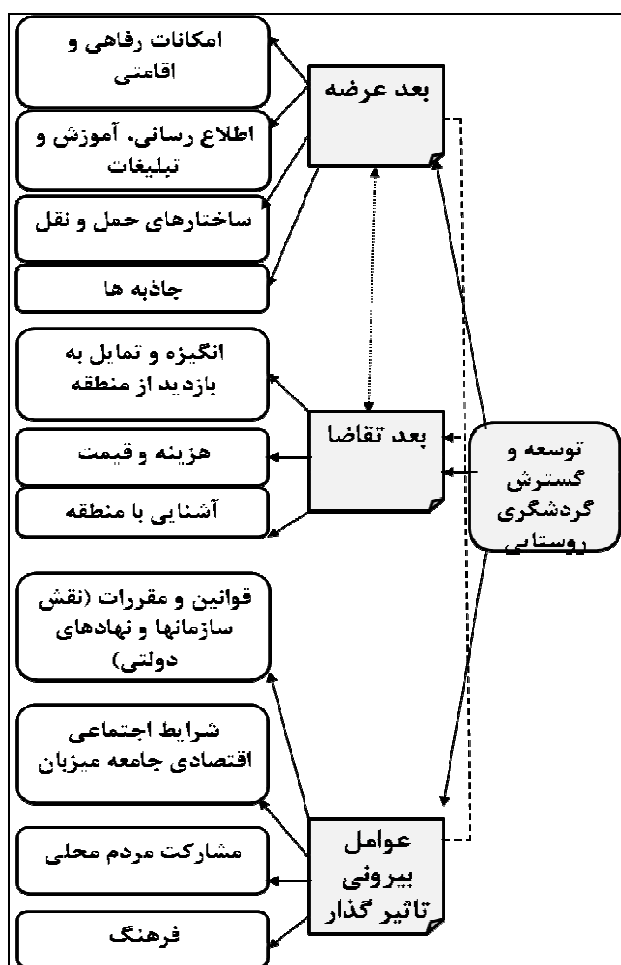 توسعه و
گسترش
گردشگری
روستایی
بعد عرضه
امکانات رفاهی و
اقامتی
اطلاع رسانی، آموزش و
تبلیغات
ساختارهای حمل و نقل
جاذبه ها
بعد تقاضا
انگیزه و تمایل به
بازدید از منطقه
هزینه و قیمت
آشنایی با منطقه
عوامل
بیرونی
تاثیر گذار
قوانین و مقررات (نقش
سازمانها و نهادهای
دولتی)
شرایط اجتماعی
اقتصادی جامعه میزبان
مشارکت مردم محلی
فرهنگ